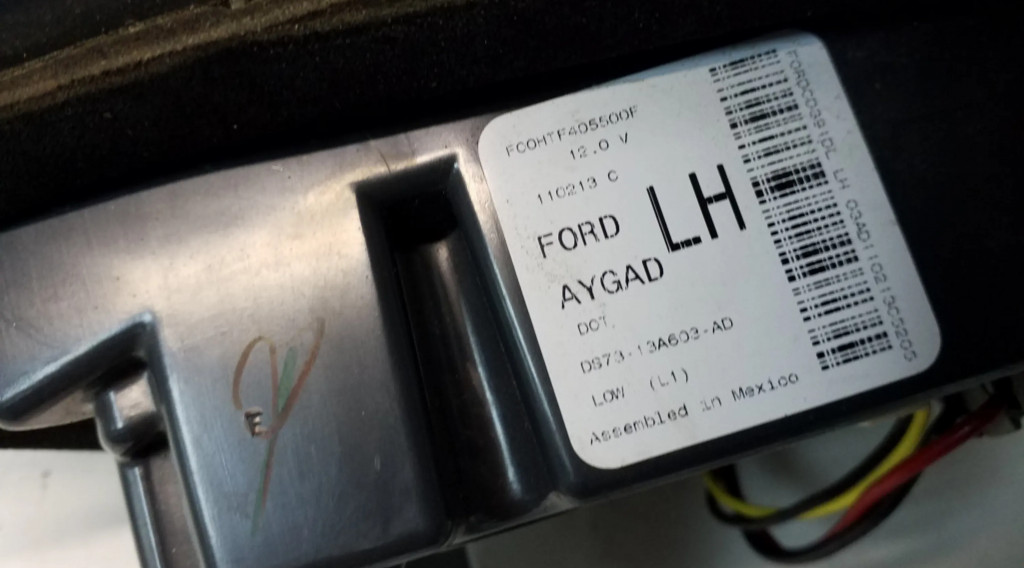 FCOHTF405500F
12.0 V
110213 C
FORD LH
AYGAD
DOT
DS73-13A603-AD
LOW (L1)
Assembled in Mexico
E